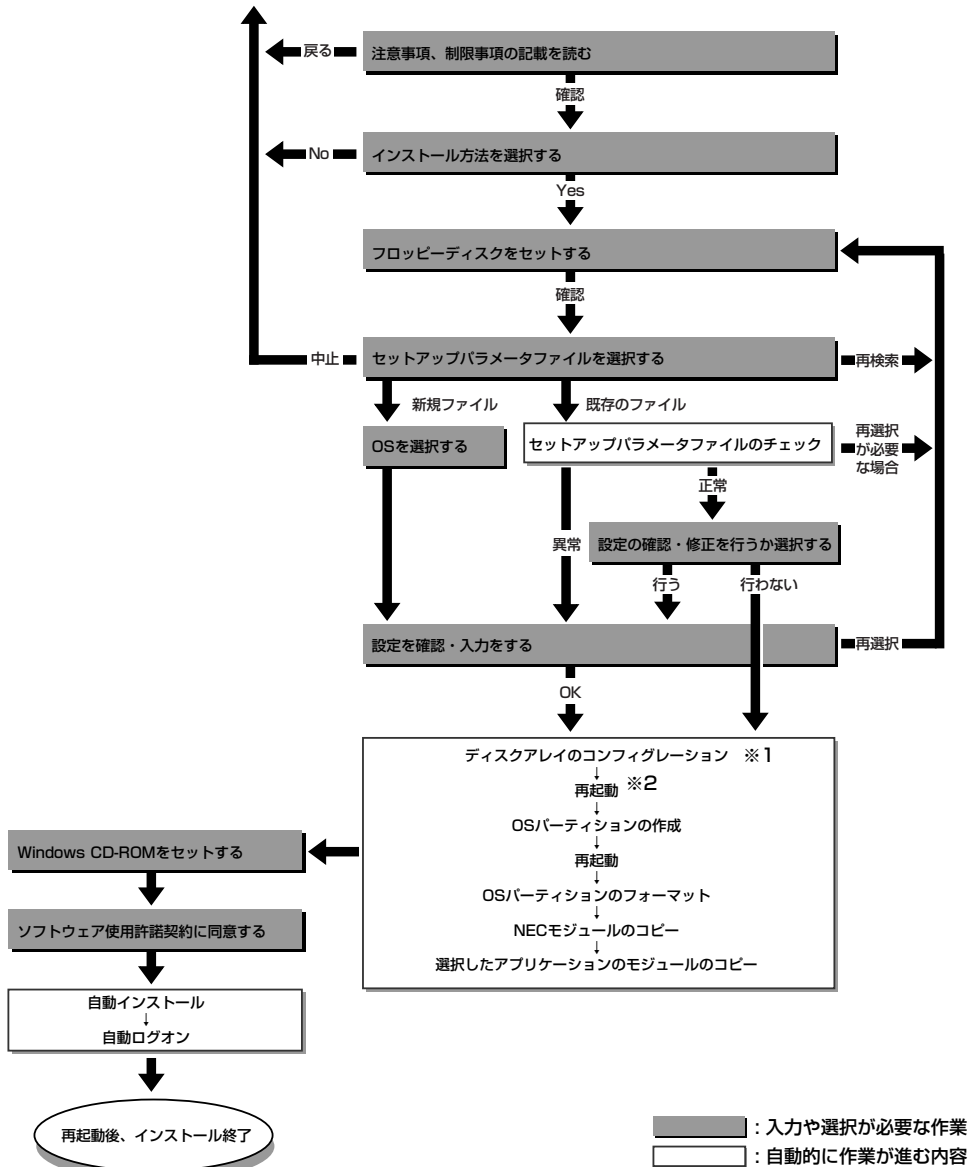 戻る
注意事項、制限事項の記載を読む
確認
No
インストール方法を選択する
Yes
フロッピーディスクをセットする
確認
中止
セットアップパラメータファイルを選択する
再検索
新規ファイル
既存のファイル
OSを選択する
セットアップパラメータファイルのチェック
再選択
が必要
な場合
正常
異常
設定の確認・修正を行うか選択する
行う
行わない
設定を確認・入力をする
再選択
OK
ディスクアレイのコンフィグレーション ※1
↓
再起動 ※2
↓
OSパーティションの作成
↓
再起動
↓
OSパーティションのフォーマット
↓
NECモジュールのコピー
↓
選択したアプリケーションのモジュールのコピー
Windows CD-ROMをセットする
ソフトウェア使用許諾契約に同意する
自動インストール
↓
自動ログオン
再起動後、インストール終了
：入力や選択が必要な作業
：自動的に作業が進む内容